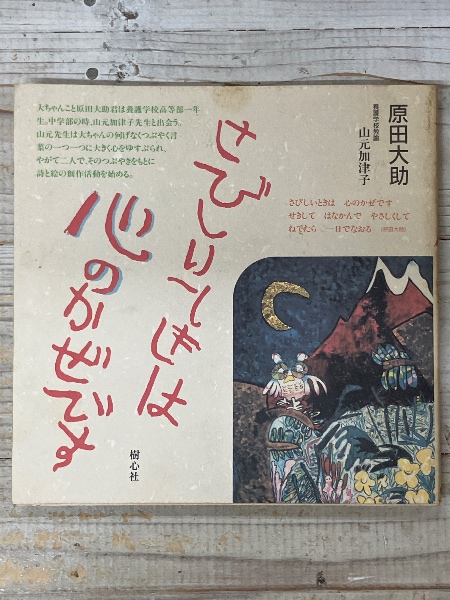 大ちゃんこと原田大助君は養護学校高等部一年
生。中学部の時、山元加津子先生と出会う。
山元先生は大ちゃんの何げなくつぶやく言
葉の一つ一つに大きく心をゆすぶられ、
やがて二人で、そのつぶやきをもとに
詩と絵の創作活動を始める。
原田大助
養護学校教諭
山元加津子
さびしいときは 心のかぜです
せきして はなかんで やさしくして
ねてたら 一日でなおる (原田大助)
さびしいときは
心のかぜです
樹心社